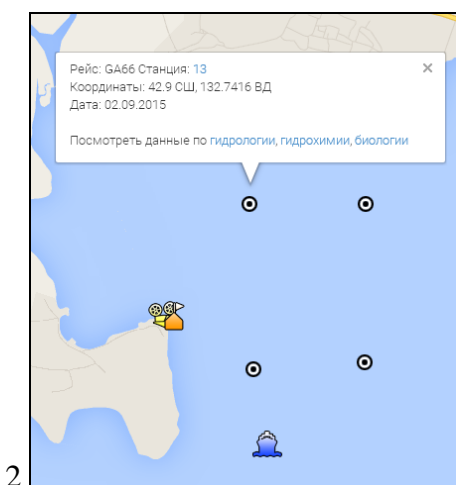 Рейс: GA66 Станция: 13
Координаты: 42.9 СШ, 132.7416 ВД
Дата: 02.09.2015
Посмотреть данные по гидрологии, гидрохимии, биологии
2